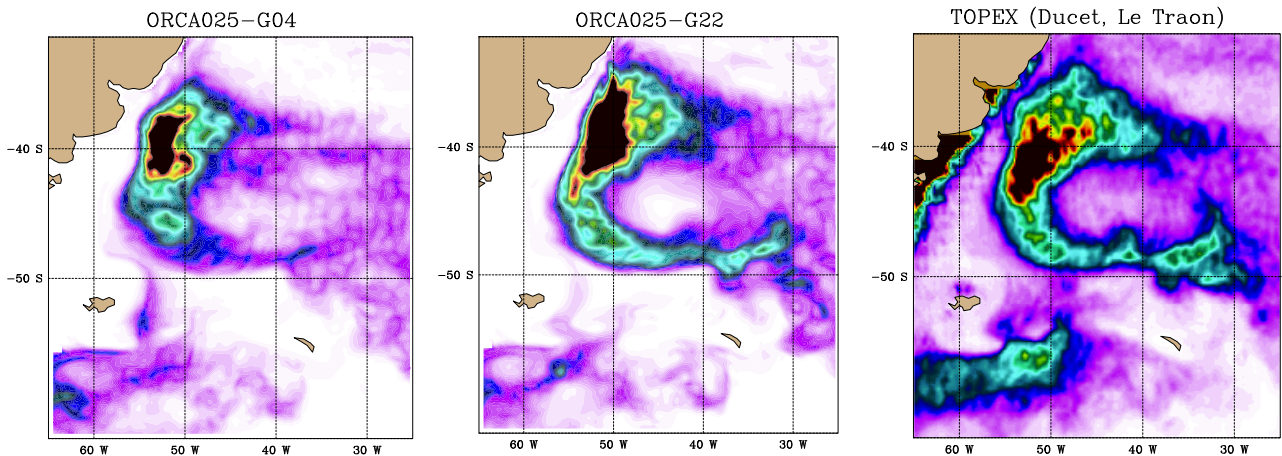 ORCA025-G04
ORCA025-G22
TOPEX (Ducet, Le Traon)
-40 S
-50 S
60 W 50 W 40 W 30 W
-40 S
-50 S
60 W 50 W 40 W 30 W
-40 S
-50 S
60 W 50 W 40 W 30 W